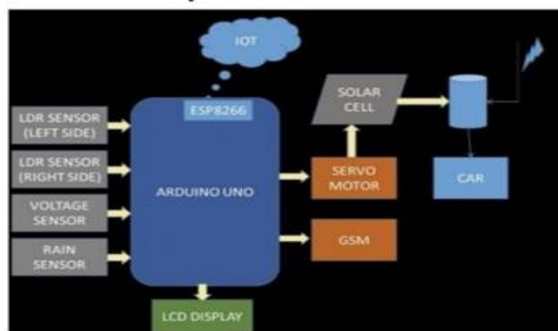 IOT
ESP8266
SOLAR
CELL
LDR SENSOR
(LEFT SIDE)
LDR SENSOR
(RIGHT SIDE)
ARDUINO UNO
SERVO
MOTOR
CAR
VOLTAGE
SENSOR
RAIN
SENSOR
GSM
LCD DISPLAY